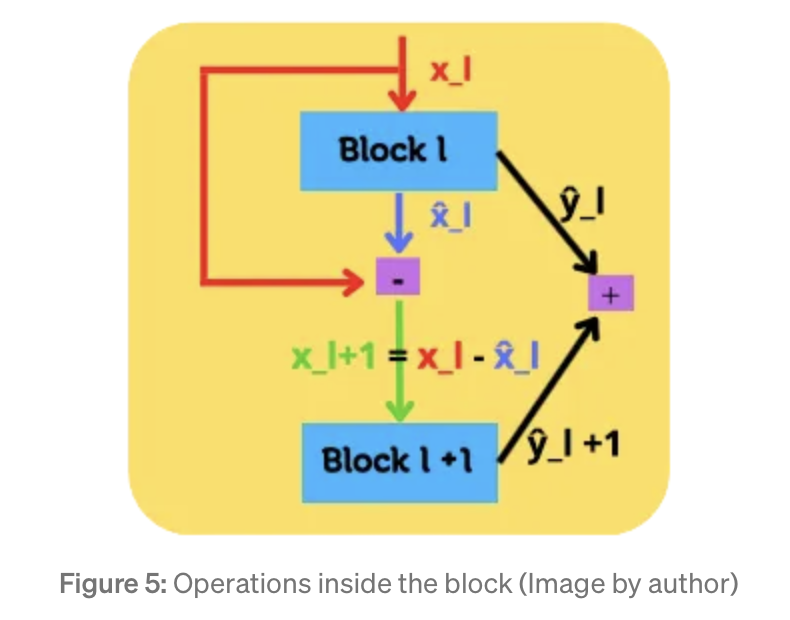 x_l
Block l
ŷ_l
x̂_l
-
+
x_l+1 = x_l - x̂_l
ŷ_l +1
Block l +1
Figure 5: Operations inside the block (Image by author)